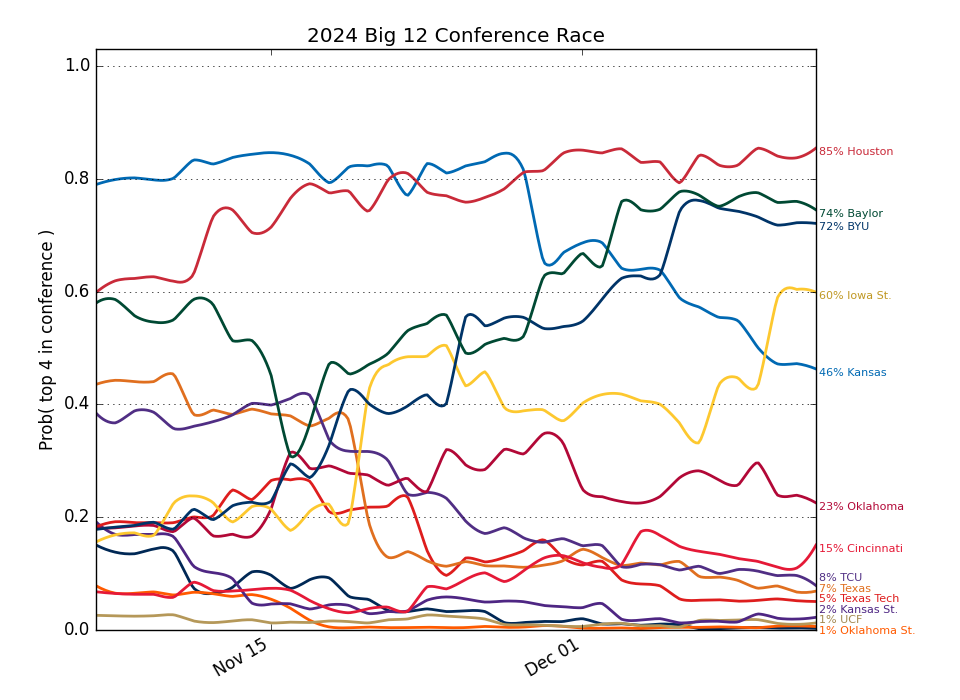 2024 Big 12 Conference Race
Prob( top 4 in conference )
1.0
0.8
0.6
0.4
0.2
0.0
Nov 15
Dec 01
85% Houston
74% Baylor
72% BYU
60% Iowa St.
46% Kansas
23% Oklahoma
15% Cincinnati
8% TCU
7% Texas
5% Texas Tech
2% Kansas St.
1% UCF
1% Oklahoma St.